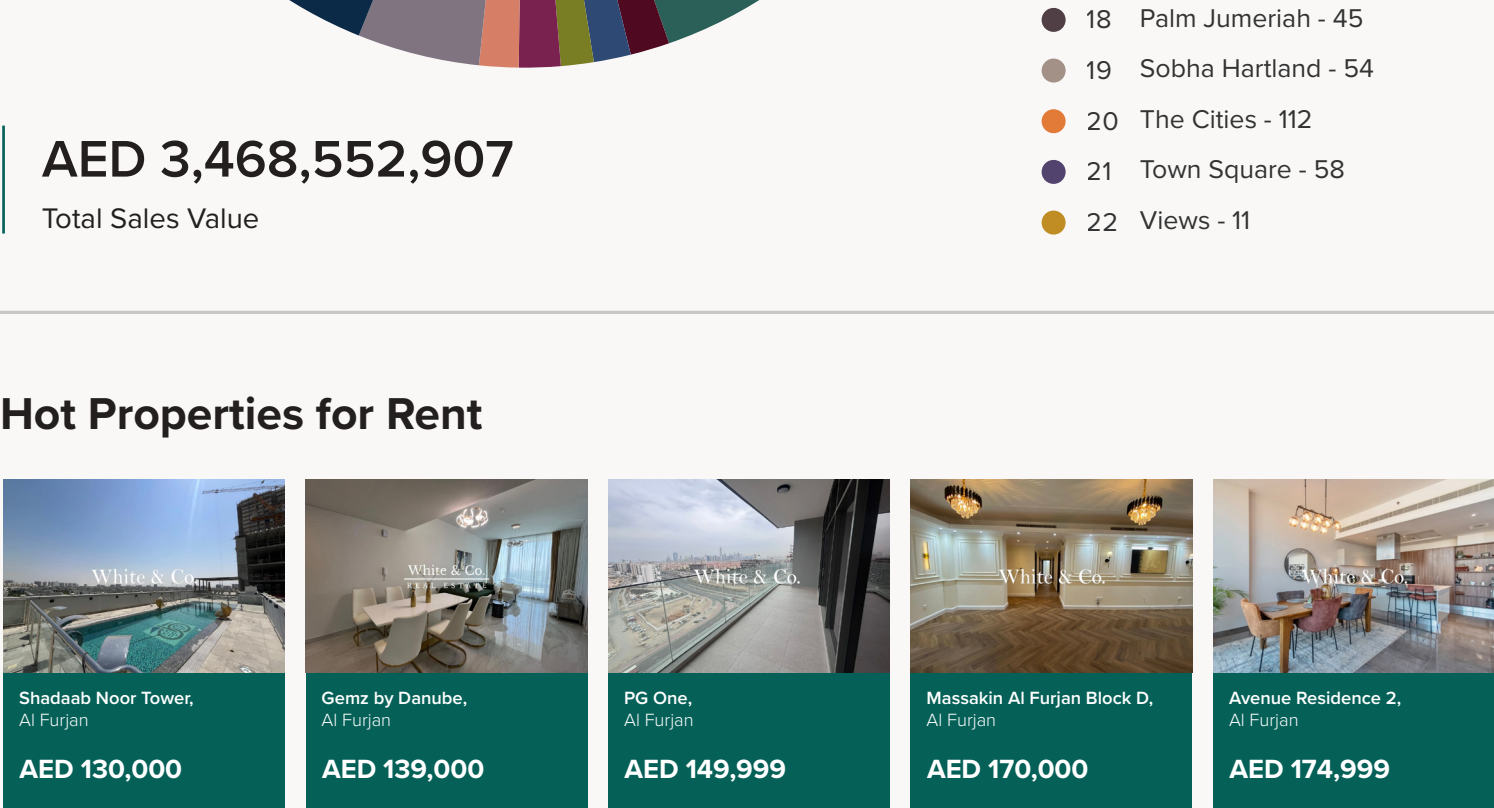 18 Palm Jumeriah - 45
19 Sobha Hartland - 54
20 The Cities - 112
21 Town Square - 58
22 Views - 11
AED 3,468,552,907
Total Sales Value
Hot Properties for Rent
White & Co.
White & Co.
REAL ESTATE
White & Co.
White & Co.
White & Co.
Shadaab Noor Tower,
Al Furjan
AED 130,000
Gemz by Danube,
Al Furjan
AED 139,000
PG One,
Al Furjan
AED 149,999
Massakin Al Furjan Block D,
Al Furjan
AED 170,000
Avenue Residence 2,
Al Furjan
AED 174,999